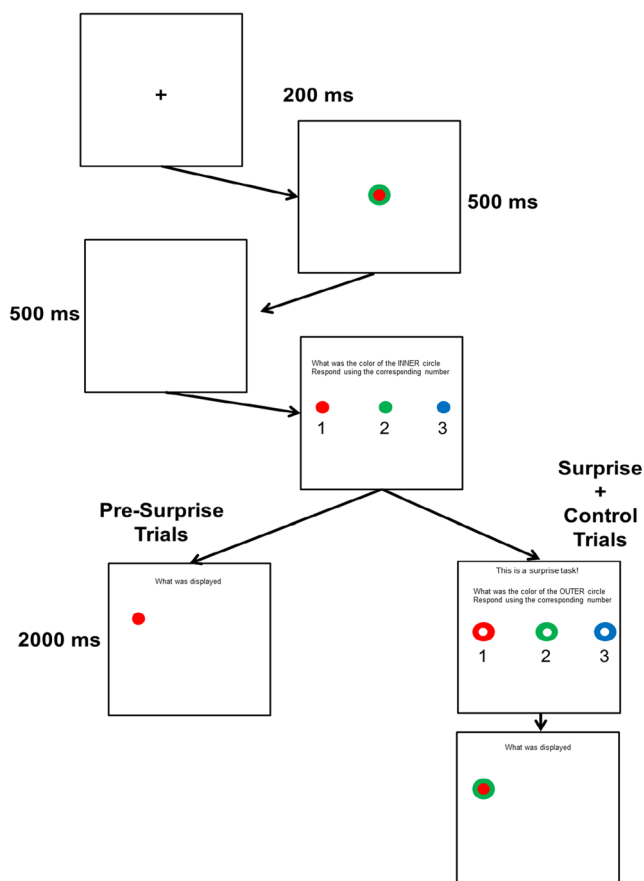 +
200 ms
500 ms
500 ms
What was the color of the INNER circle
Respond using the corresponding number
1 2 3
Pre-Surprise
Trials
Surprise
+
Control
Trials
What was displayed
2000 ms
This is a surprise task!
What was the color of the OUTER circle
Respond using the corresponding number
1 2 3
What was displayed